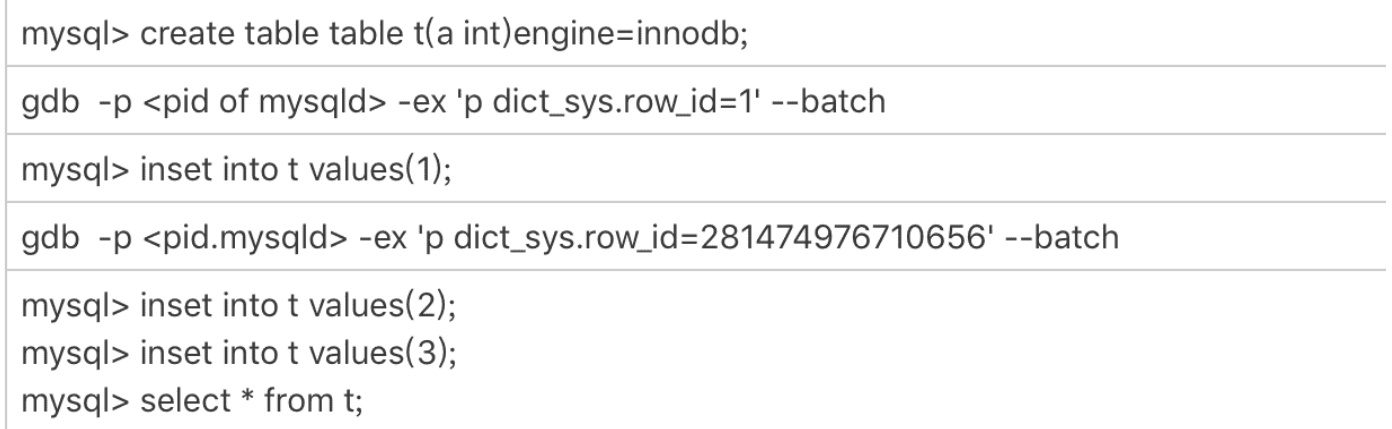 mysql> create table table t(a int)engine=innodb;
gdb  -p <pid of mysqld> -ex 'p dict_sys.row_id=1' --batch
mysql> inset into t values(1);
gdb  -p <pid.mysqld> -ex 'p dict_sys.row_id=281474976710656' --batch
mysql> inset into t values(2);
mysql> inset into t values(3);
mysql> select * from t;